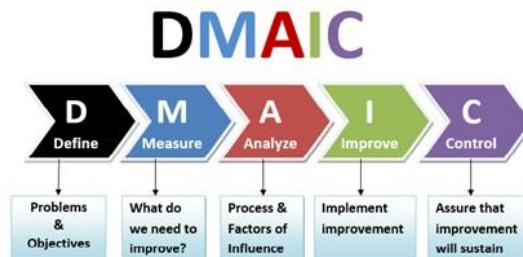 DMAIC
D
Define
M
Measure
A
Analyze
I
Improve
C
Control
Problems
&
Objectives
What do
we need to
improve?
Process &
Factors of
Influence
Implement
improvement
Assure that
improvement
will sustain